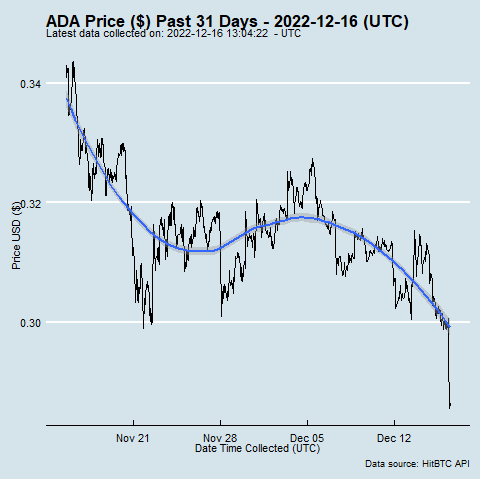 ADA Price ($) Past 31 Days - 2022-12-16 (UTC)
Latest data collected on: 2022-12-16 13:04:22 - UTC
0.34
0.32
0.30
Price USD ($)
Nov 21
Nov 28
Dec 05
Dec 12
Date Time Collected (UTC)
Data source: HitBTC API